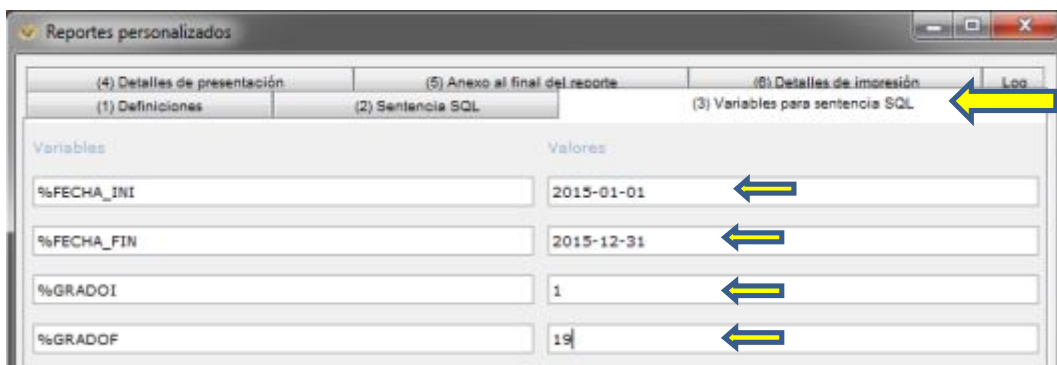 Reportes personalizados
(4) Detalles de presentación (5) Anexo al final del reporte (6) Detalles de impresión Log
(1) Definiciones (2) Sentencia SQL (3) Variables para sentencia SQL
Variables Valores
%FECHA_INI 2015-01-01
%FECHA_FIN 2015-12-31
%GRADOI 1
%GRADOF 19